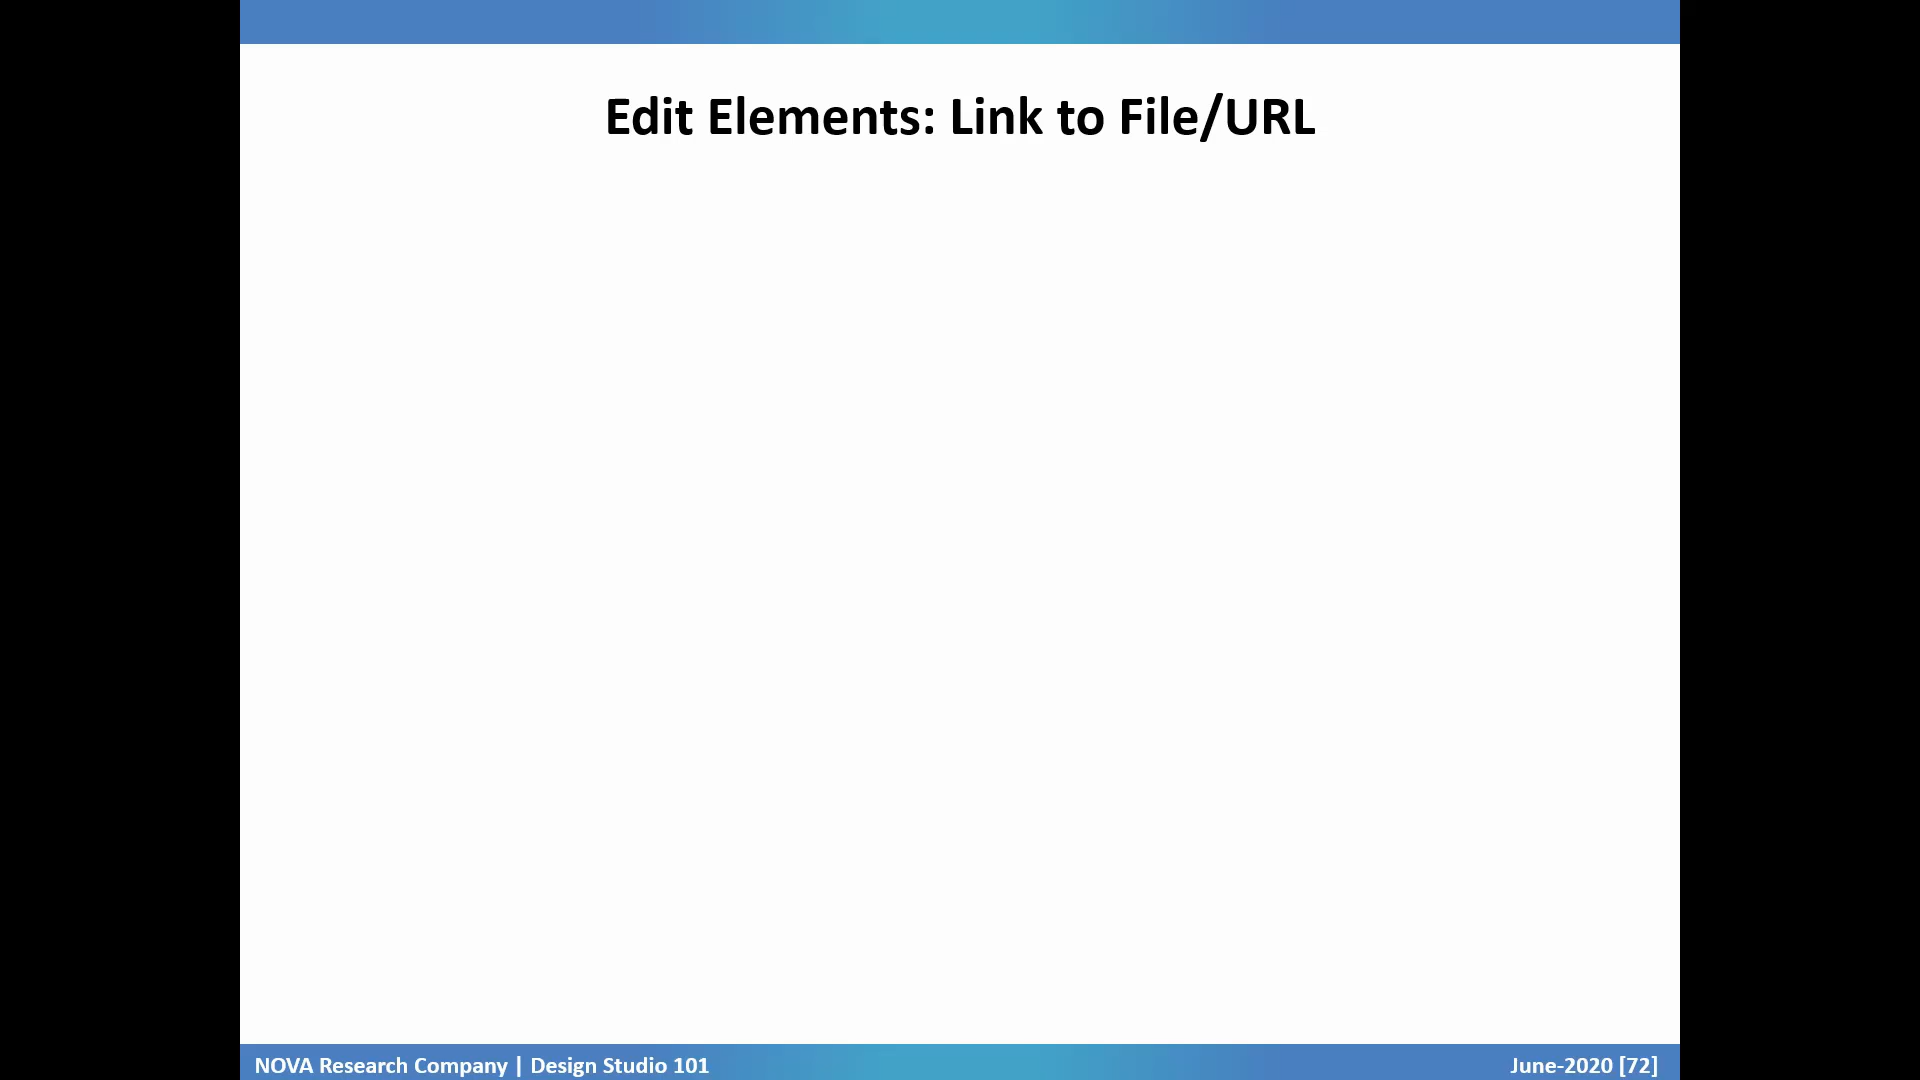 Edit Elements: Link to File/URL
NOVA Research Company | Design Studio 101
June-2020 [72]